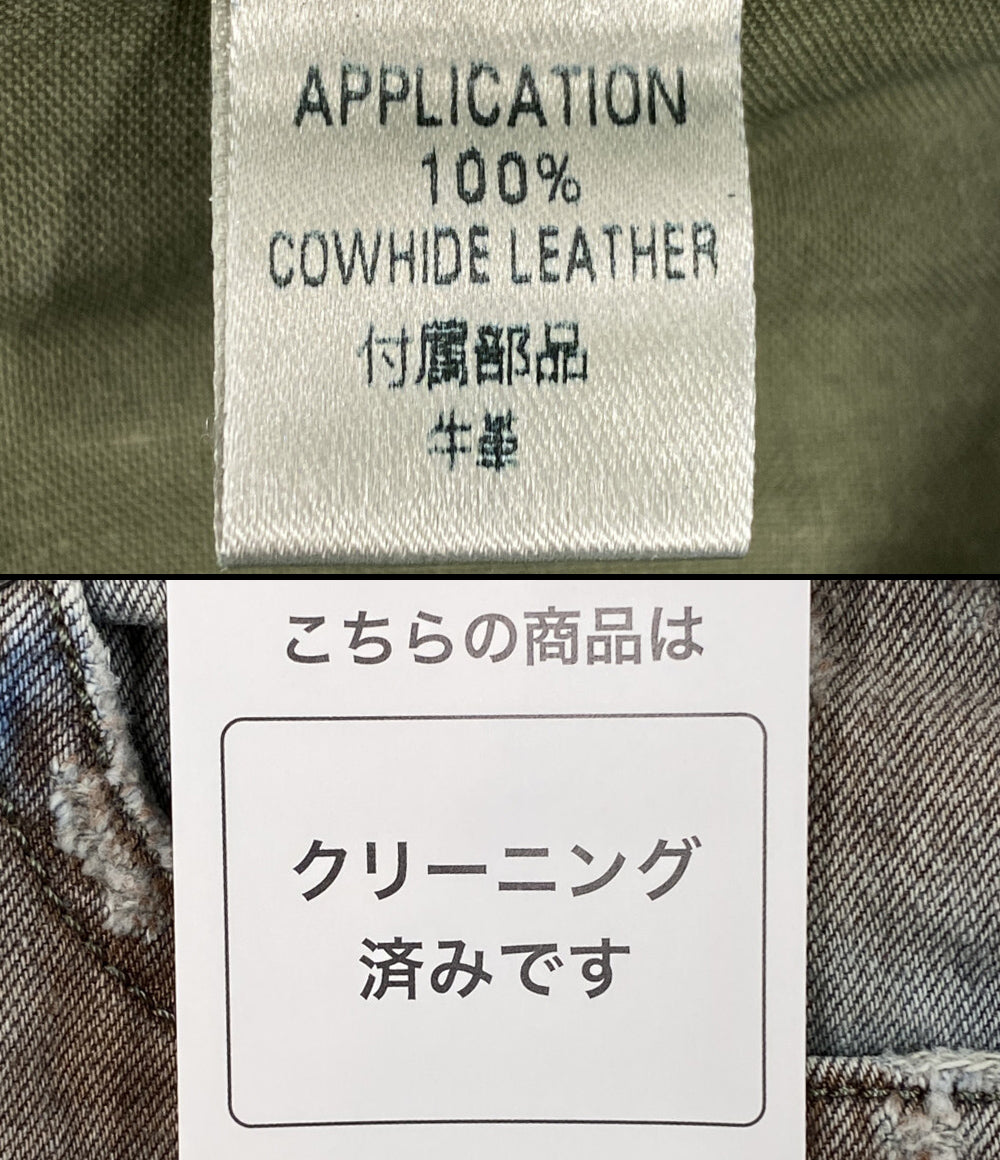 APPLICATION
100%
COWHIDE LEATHER
付属部品
牛革
こちらの商品は
クリーニング
済みです